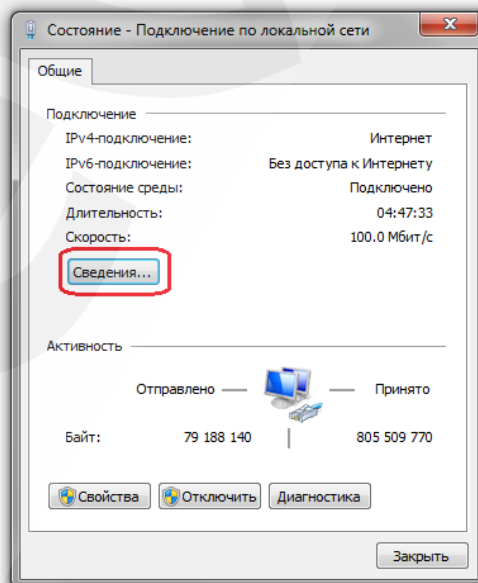 Состояние - Подключение по локальной сети
Общие
Подключение
IPv4-подключение: Интернет
IPv6-подключение: Без доступа к Интернету
Состояние среды: Подключено
Длительность: 04:47:33
Скорость: 100.0 Мбит/с
Сведения...
Активность
Отправлено — Принято
Байт: 79 188 140 | 805 509 770
Свойства Отключить Диагностика
Закрыть